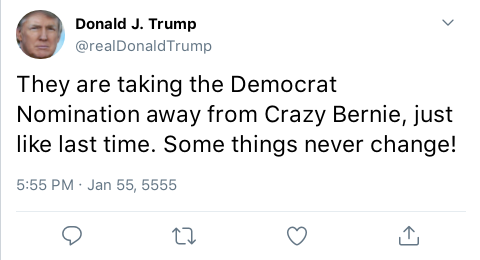 Donald J. Trump
@realDonaldTrump
They are taking the Democrat
Nomination away from Crazy Bernie, just
like last time. Some things never change!
5:55 PM · Jan 55, 5555